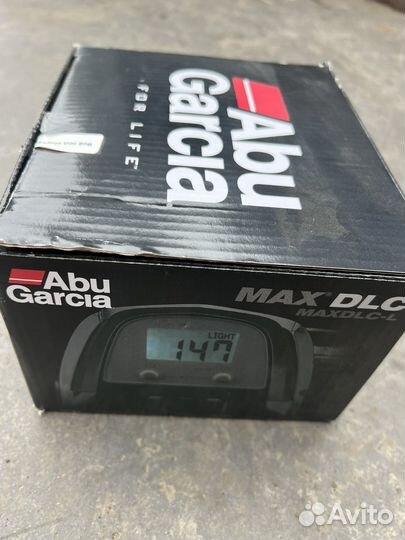 Abu
Garcia
FOR LIFE
Abu
Garcia
MAX DLC
MAXDLC-L
LIGHT
147
Avito